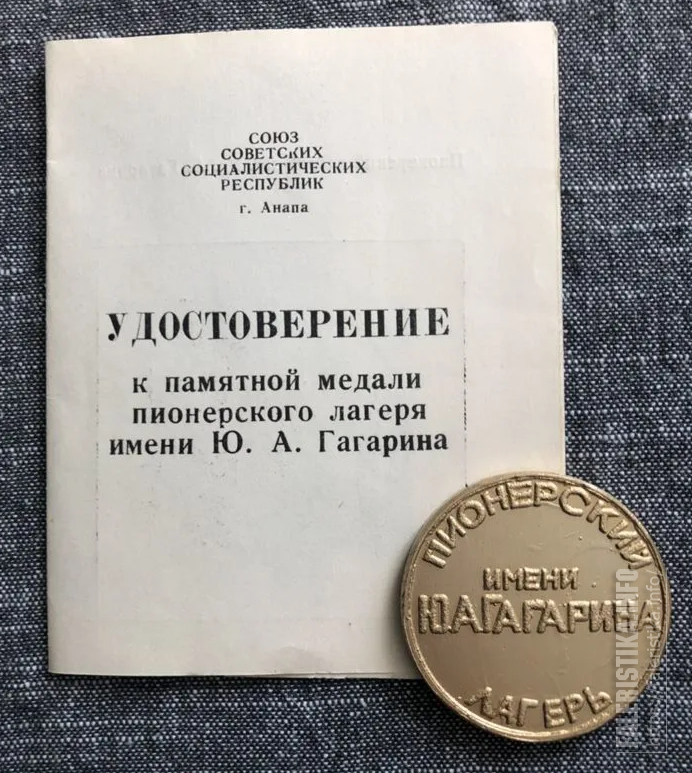 СОЮЗ
СОВЕТСКИХ
СОЦИАЛИСТИЧЕСКИХ
РЕСПУБЛИК
г. Анапа
УДОСТОВЕРЕНИЕ
к памятной медали
пионерского лагеря
имени Ю. А. Гагарина
ПИОНЕРСКИЙ
ИМЕНИ
Ю.А.ГАГАРИНА
ЛАГЕРЬ